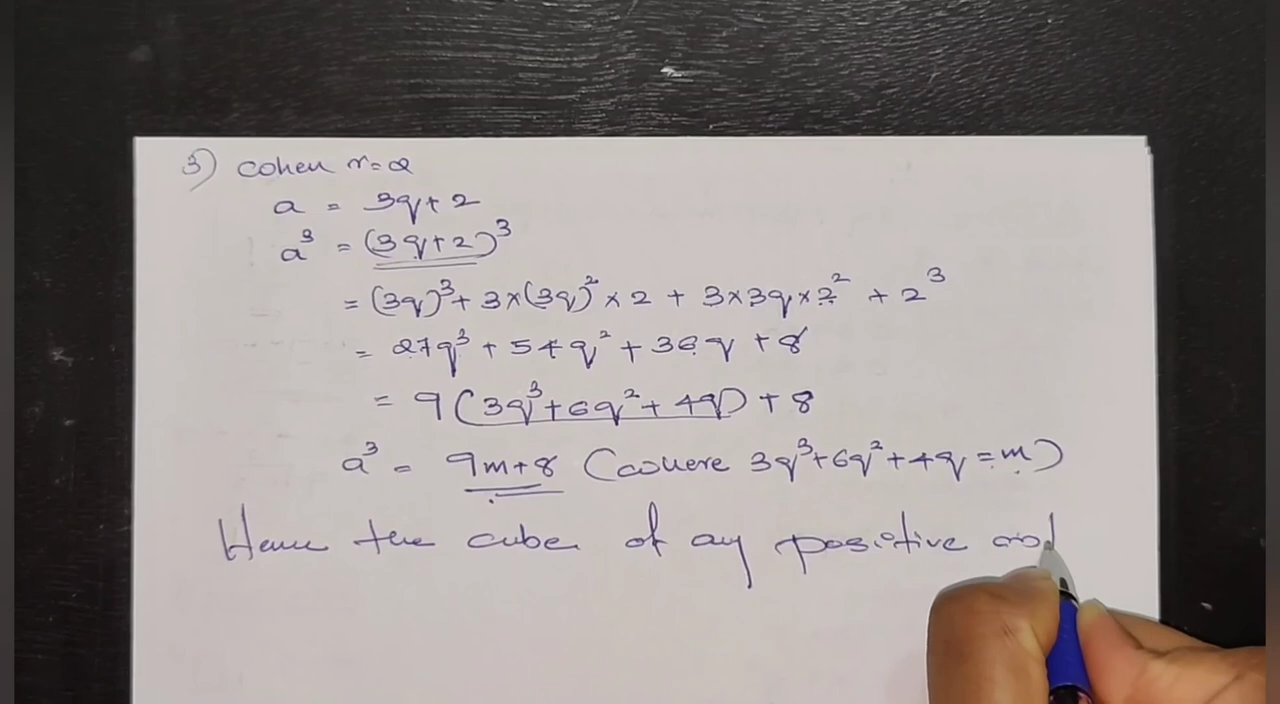 3) when r=2
a = 3q+2
a³ = (3q+2)³
= (3q)³+ 3×(3q)²×2 + 3×3q×2² + 2³
= 27q³ + 54q² + 36q + 8
= 9(3q³+6q²+4q) + 8
a³ = 9m+8 (where 3q³+6q²+4q=m)
Hence the cube of any positive